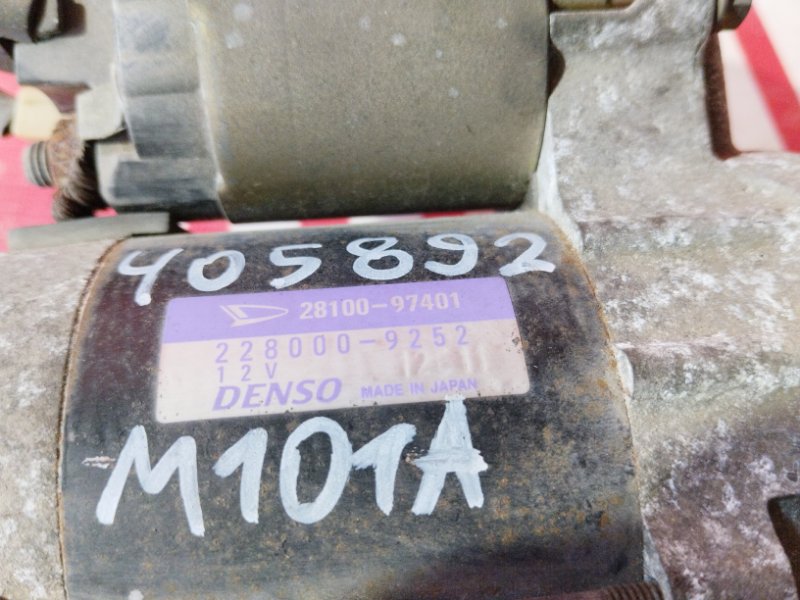 405892
28100-97401
228000-9252
12V
DENSO MADE IN JAPAN
M101A